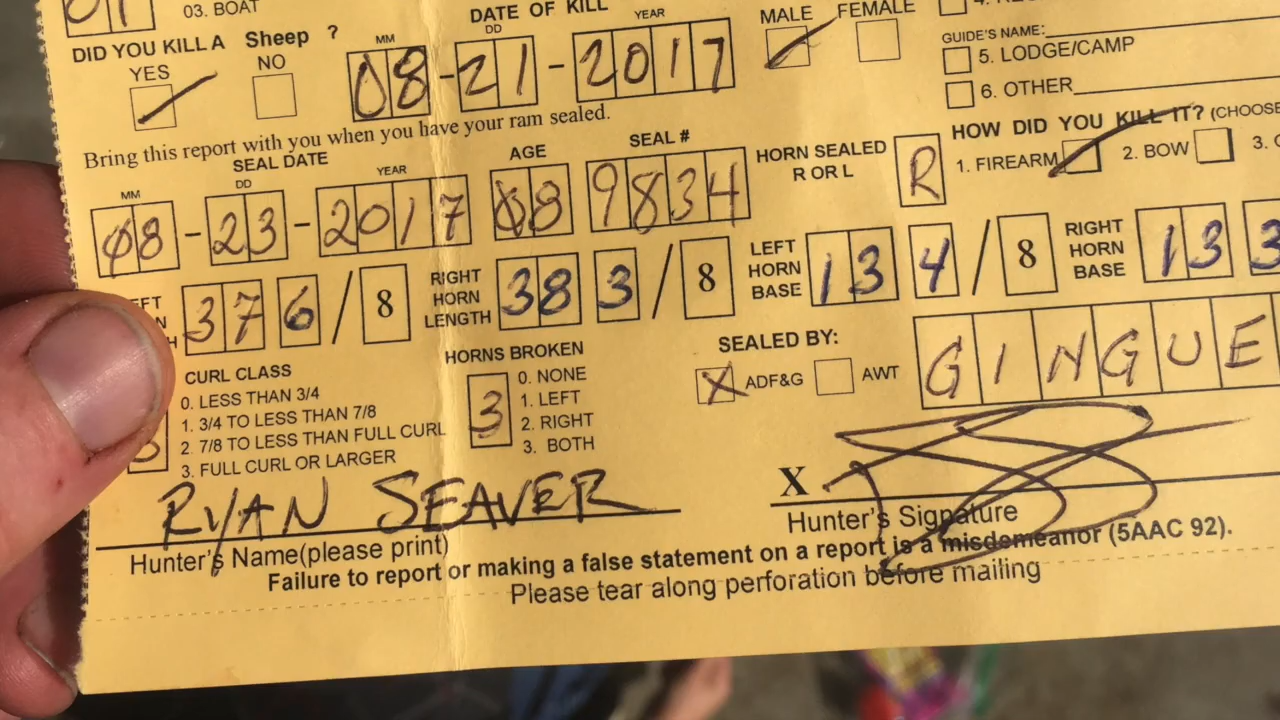 03. BOAT
DID YOU KILL A Sheep ?
YES NO
DATE OF KILL
MM DD YEAR
08-21-2017
MALE FEMALE
GUIDE'S NAME:
5. LODGE/CAMP
6. OTHER
Bring this report with you when you have your ram sealed.
HOW DID YOU KILL IT? (CHOOSE
1. FIREARM 2. BOW 3.
SEAL DATE
MM DD YEAR
08-23-2017
AGE
08
SEAL #
9834
HORN SEALED
R OR L
R
37 6/8
RIGHT
HORN
LENGTH
38 3/8
LEFT
HORN
BASE
13 4/8
RIGHT
HORN
BASE
13 3
CURL CLASS
0. LESS THAN 3/4
1. 3/4 TO LESS THAN 7/8
2. 7/8 TO LESS THAN FULL CURL
3. FULL CURL OR LARGER
HORNS BROKEN
3
0. NONE
1. LEFT
2. RIGHT
3. BOTH
SEALED BY:
X ADF&G AWT
GINGUE
RYAN SEAVER
Hunter's Name(please print)
X
Hunter's Signature
Failure to report or making a false statement on a report is a misdemeanor (5AAC 92).
Please tear along perforation before mailing